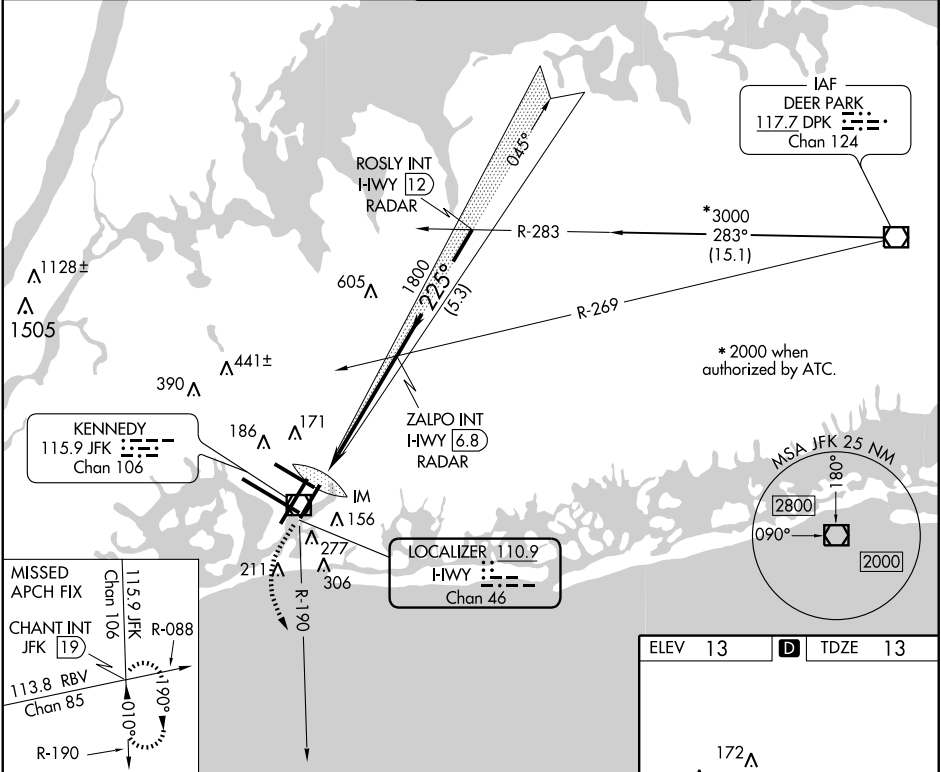 IAF
DEER PARK
117.7 DPK
Chan 124
ROSLY INT
I-IWY 12
RADAR
045°
*3000
283°
(15.1)
R-283
1128±
1505
605
1800
225°
(5.3)
R-269
* 2000 when
authorized by ATC.
441±
390
ZALPO INT
I-IWY 6.8
RADAR
KENNEDY
115.9 JFK
Chan 106
186
171
IM
156
277
211
306
R-190
LOCALIZER 110.9
I-IWY
Chan 46
MSA JFK 25 NM
180°
2800
090°
2000
MISSED
APCH FIX
CHANT INT
JFK 19
115.9 JFK
Chan 106
R-088
113.8 RBV
Chan 85
190°
010°
R-190
ELEV 13
D
TDZE 13
172